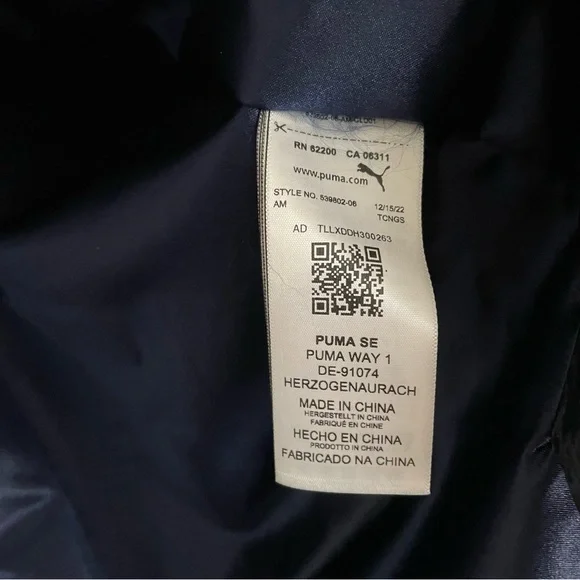 RN 62200 CA 06311
www.puma.com
STYLE NO. 539802-06 12/15/22
AM TCNGS
AD TLLXDDH300263
PUMA SE
PUMA WAY 1
DE-91074
HERZOGENAURACH
MADE IN CHINA
HERGESTELLT IN CHINA
FABRIQUÉ EN CHINE
HECHO EN CHINA
PRODOTTO IN CINA
FABRICADO NA CHINA